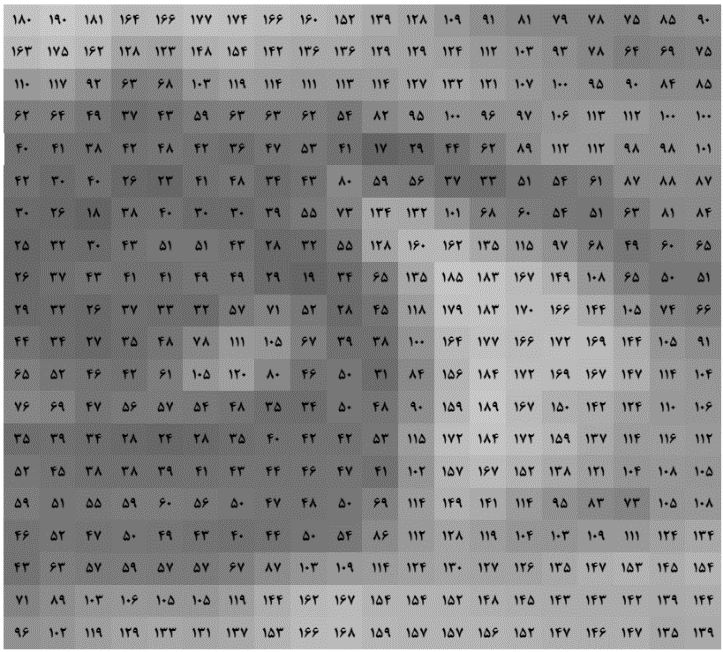 ۱۸۰ ۱۹۰ ۱۸۱ ۱۶۴ ۱۶۶ ۱۷۷ ۱۷۴ ۱۶۶ ۱۶۰ ۱۵۲ ۱۳۹ ۱۲۸ ۱۰۹ ۹۱ ۸۱ ۷۹ ۷۸ ۷۵ ۸۵ ۹۰
۱۶۳ ۱۷۵ ۱۶۲ ۱۲۸ ۱۲۳ ۱۴۸ ۱۵۴ ۱۴۲ ۱۳۶ ۱۳۶ ۱۲۹ ۱۲۹ ۱۲۴ ۱۱۲ ۱۰۳ ۹۳ ۷۸ ۶۴ ۶۹ ۷۵
۱۱۰ ۱۱۷ ۹۲ ۶۳ ۶۸ ۱۰۳ ۱۱۹ ۱۱۴ ۱۱۱ ۱۱۳ ۱۱۴ ۱۲۷ ۱۳۲ ۱۲۱ ۱۰۷ ۱۰۰ ۹۵ ۹۰ ۸۴ ۸۵
۶۲ ۶۴ ۴۹ ۳۷ ۴۳ ۵۹ ۶۳ ۶۳ ۶۲ ۵۴ ۸۲ ۹۵ ۱۰۰ ۹۶ ۹۷ ۱۰۶ ۱۱۳ ۱۱۲ ۱۰۰ ۱۰۰
۴۰ ۴۱ ۳۸ ۴۲ ۴۸ ۴۲ ۳۶ ۴۷ ۵۳ ۴۱ ۱۷ ۲۹ ۴۴ ۶۲ ۸۹ ۱۱۲ ۱۱۲ ۹۸ ۹۸ ۱۰۱
۴۲ ۳۰ ۴۰ ۲۶ ۲۳ ۴۱ ۴۸ ۳۴ ۴۳ ۸۰ ۵۹ ۵۶ ۳۷ ۳۳ ۵۱ ۵۴ ۶۱ ۸۷ ۸۸ ۸۷
۳۰ ۲۶ ۱۸ ۳۸ ۴۰ ۳۰ ۳۰ ۳۹ ۵۵ ۷۳ ۱۳۴ ۱۳۲ ۱۰۱ ۶۸ ۶۰ ۵۴ ۵۱ ۶۳ ۸۱ ۸۴
۲۵ ۳۲ ۳۰ ۴۳ ۵۱ ۵۱ ۴۳ ۲۸ ۳۲ ۵۵ ۱۲۸ ۱۶۰ ۱۶۲ ۱۳۵ ۱۱۵ ۹۷ ۶۸ ۴۹ ۶۰ ۶۵
۲۶ ۳۷ ۴۳ ۴۱ ۴۱ ۴۹ ۴۹ ۲۹ ۱۹ ۳۴ ۶۵ ۱۳۵ ۱۸۵ ۱۸۳ ۱۶۷ ۱۴۹ ۱۰۸ ۶۵ ۵۰ ۵۱
۲۹ ۳۲ ۲۶ ۳۷ ۳۳ ۳۲ ۵۷ ۷۱ ۵۲ ۲۸ ۴۵ ۱۱۸ ۱۷۹ ۱۸۳ ۱۷۰ ۱۶۶ ۱۴۴ ۱۰۵ ۷۴ ۶۶
۴۴ ۳۴ ۲۷ ۳۵ ۴۸ ۷۸ ۱۱۱ ۱۰۵ ۶۷ ۳۹ ۳۸ ۱۰۰ ۱۶۴ ۱۷۷ ۱۶۶ ۱۷۲ ۱۶۹ ۱۴۴ ۱۰۵ ۹۱
۶۵ ۵۲ ۴۶ ۴۲ ۶۱ ۱۰۵ ۱۲۰ ۸۰ ۴۶ ۵۰ ۳۱ ۸۴ ۱۵۶ ۱۸۴ ۱۷۲ ۱۶۹ ۱۶۷ ۱۴۷ ۱۱۴ ۱۰۴
۷۶ ۶۹ ۴۷ ۵۶ ۵۷ ۵۴ ۴۸ ۳۵ ۳۴ ۵۰ ۴۸ ۹۰ ۱۵۹ ۱۸۹ ۱۶۷ ۱۵۰ ۱۴۲ ۱۲۴ ۱۱۰ ۱۰۶
۳۵ ۳۹ ۳۴ ۲۸ ۲۴ ۲۸ ۳۵ ۴۰ ۴۲ ۴۲ ۵۳ ۱۱۵ ۱۷۲ ۱۸۴ ۱۷۲ ۱۵۹ ۱۳۷ ۱۱۴ ۱۱۶ ۱۱۲
۵۲ ۴۵ ۳۸ ۳۸ ۳۹ ۴۱ ۴۳ ۴۴ ۴۶ ۴۷ ۴۱ ۱۰۲ ۱۵۷ ۱۶۷ ۱۵۲ ۱۳۸ ۱۲۱ ۱۰۴ ۱۰۸ ۱۰۵
۵۹ ۵۱ ۵۵ ۵۹ ۶۰ ۵۶ ۵۰ ۴۷ ۴۸ ۵۰ ۶۹ ۱۱۴ ۱۴۹ ۱۴۱ ۱۱۴ ۹۵ ۸۳ ۷۳ ۱۰۵ ۱۰۸
۴۶ ۵۲ ۴۷ ۵۰ ۴۹ ۴۳ ۴۰ ۴۴ ۵۰ ۵۴ ۸۶ ۱۱۲ ۱۲۸ ۱۱۹ ۱۰۴ ۱۰۳ ۱۰۹ ۱۱۱ ۱۲۴ ۱۳۴
۴۳ ۶۳ ۵۷ ۵۹ ۵۷ ۵۷ ۶۷ ۸۷ ۱۰۳ ۱۰۹ ۱۱۴ ۱۲۴ ۱۳۰ ۱۲۷ ۱۲۶ ۱۳۵ ۱۴۷ ۱۵۳ ۱۴۵ ۱۵۴
۷۱ ۸۹ ۱۰۳ ۱۰۶ ۱۰۵ ۱۰۵ ۱۱۹ ۱۴۴ ۱۶۲ ۱۶۷ ۱۵۴ ۱۵۴ ۱۵۲ ۱۴۸ ۱۴۵ ۱۴۳ ۱۴۳ ۱۴۲ ۱۳۹ ۱۴۴
۹۶ ۱۰۲ ۱۱۹ ۱۲۹ ۱۳۳ ۱۳۱ ۱۳۷ ۱۵۳ ۱۶۶ ۱۶۸ ۱۵۹ ۱۵۷ ۱۵۷ ۱۵۶ ۱۵۲ ۱۴۷ ۱۴۶ ۱۴۷ ۱۳۵ ۱۳۹